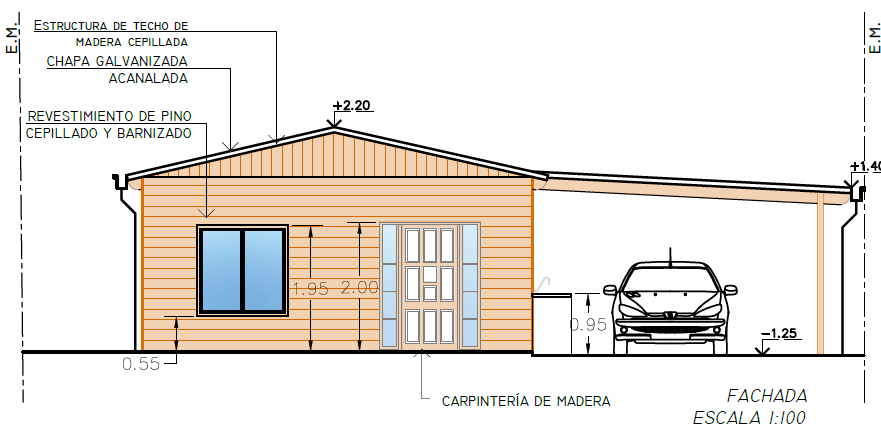 E.M.
E.M.
ESTRUCTURA DE TECHO DE
MADERA CEPILLADA
CHAPA GALVANIZADA
ACANALADA
REVESTIMIENTO DE PINO
CEPILLADO Y BARNIZADO
+2.20
+1.40
1.95
2.00
0.95
-1.25
0.55
CARPINTERÍA DE MADERA
FACHADA
ESCALA 1:100